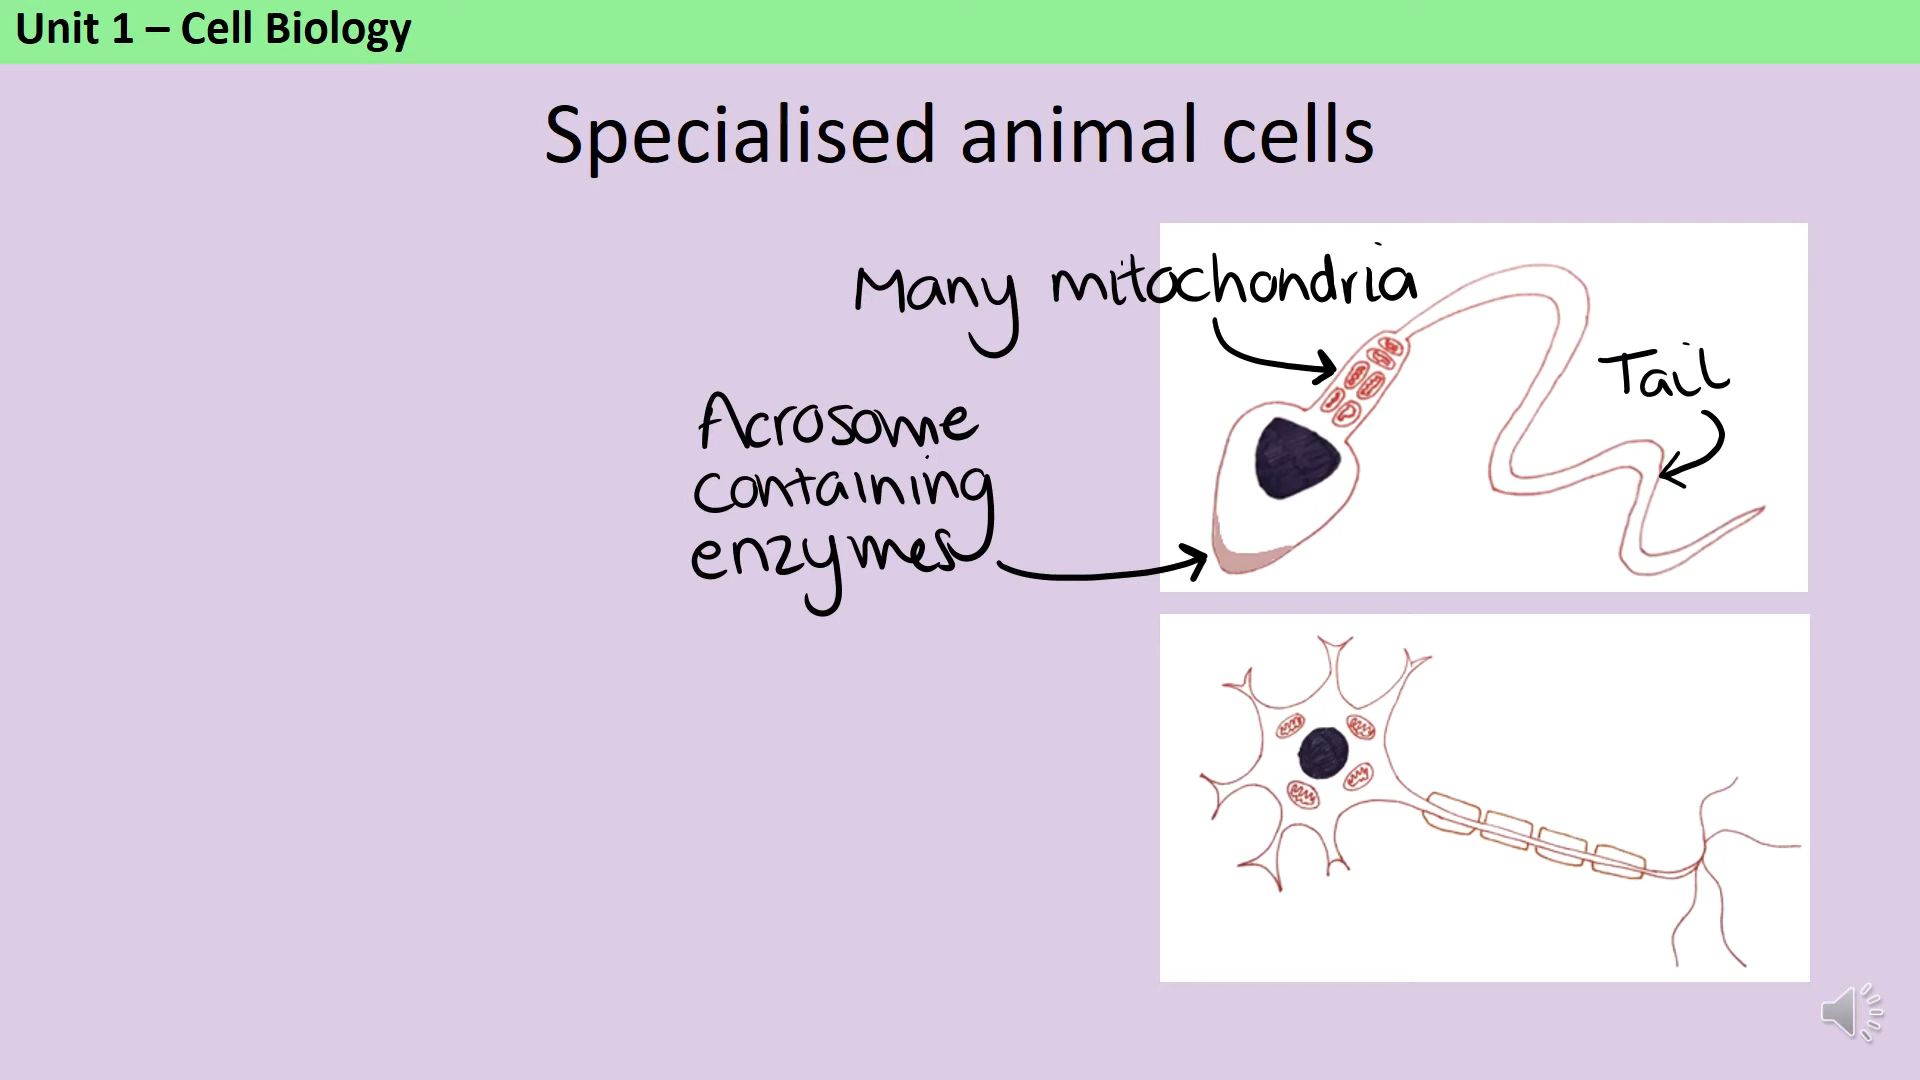 Unit 1 – Cell Biology
Specialised animal cells
Many mitochondria
Tail
Acrosome
containing
enzymes